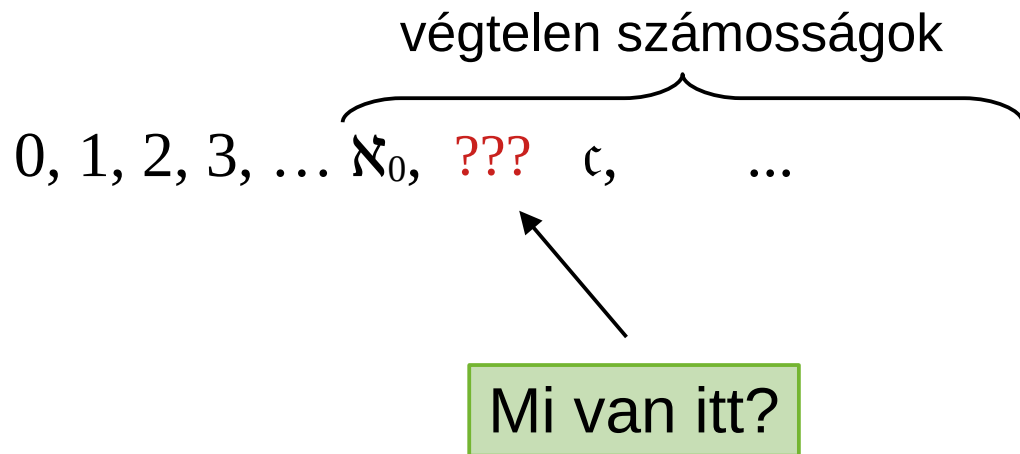 végtelen számosságok
0, 1, 2, 3, … ℵ₀, ??? 𝔠, ...
Mi van itt?